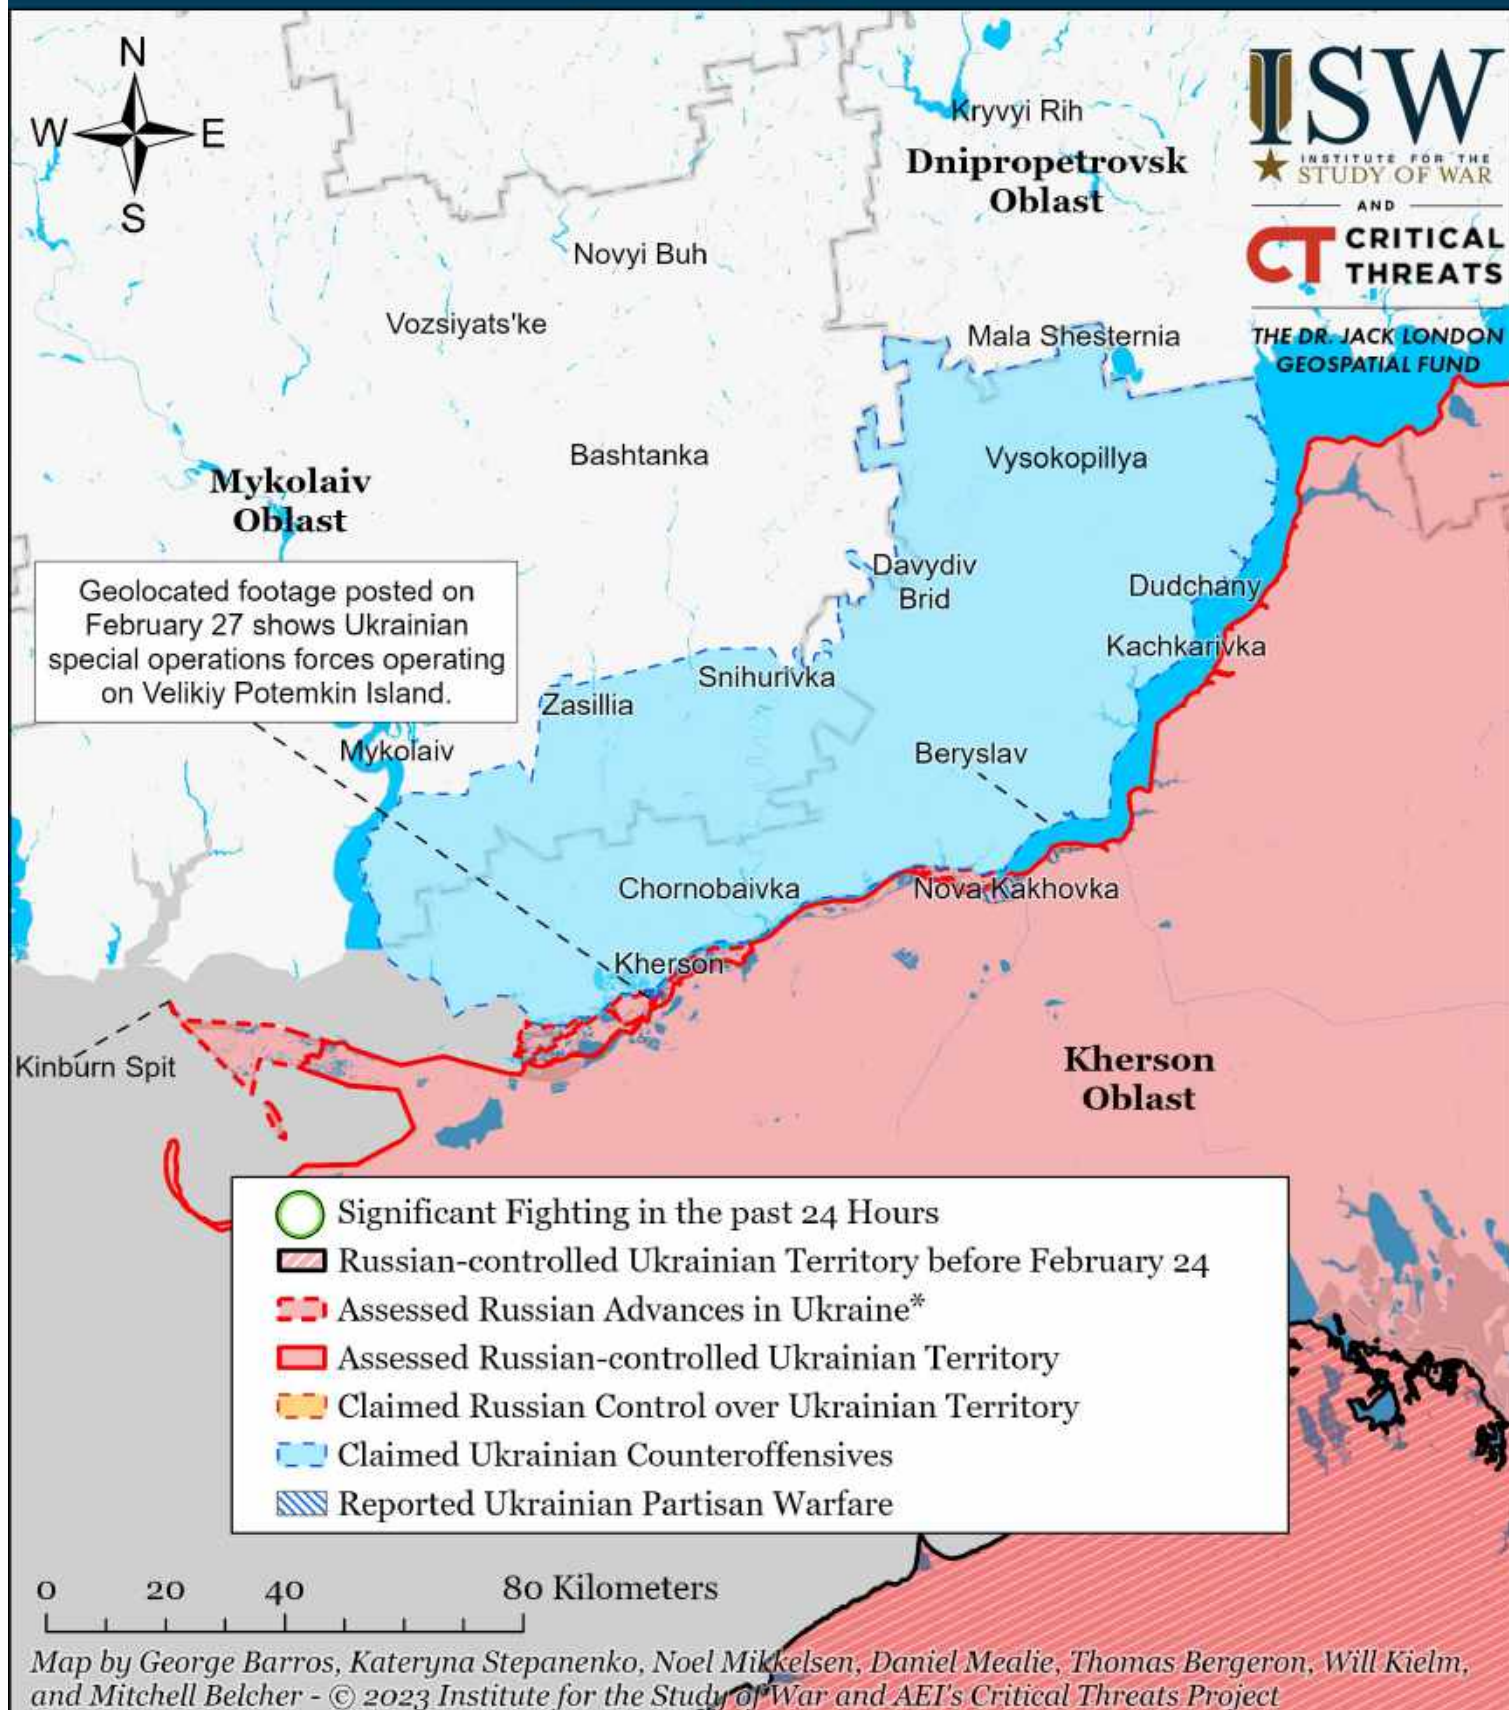 N
W
E
S
ISW
INSTITUTE FOR THE
STUDY OF WAR
AND
CT CRITICAL
THREATS
THE DR. JACK LONDON
GEOSPATIAL FUND
Kryvyi Rih
Dnipropetrovsk
Oblast
Novyi Buh
Vozsiyats'ke
Mala Shesternia
Bashtanka
Vysokopillya
Mykolaiv
Oblast
Geolocated footage posted on
February 27 shows Ukrainian
special operations forces operating
on Velikiy Potemkin Island.
Davydiv
Brid
Dudchany
Kachkarivka
Snihurivka
Zasillia
Mykolaiv
Beryslav
Chornobaivka
Nova Kakhovka
Kherson
Kinburn Spit
Kherson
Oblast
Significant Fighting in the past 24 Hours
Russian-controlled Ukrainian Territory before February 24
Assessed Russian Advances in Ukraine*
Assessed Russian-controlled Ukrainian Territory
Claimed Russian Control over Ukrainian Territory
Claimed Ukrainian Counteroffensives
Reported Ukrainian Partisan Warfare
0 20 40 80 Kilometers
Map by George Barros, Kateryna Stepanenko, Noel Mikkelsen, Daniel Mealie, Thomas Bergeron, Will Kielm,
and Mitchell Belcher - © 2023 Institute for the Study of War and AEI's Critical Threats Project